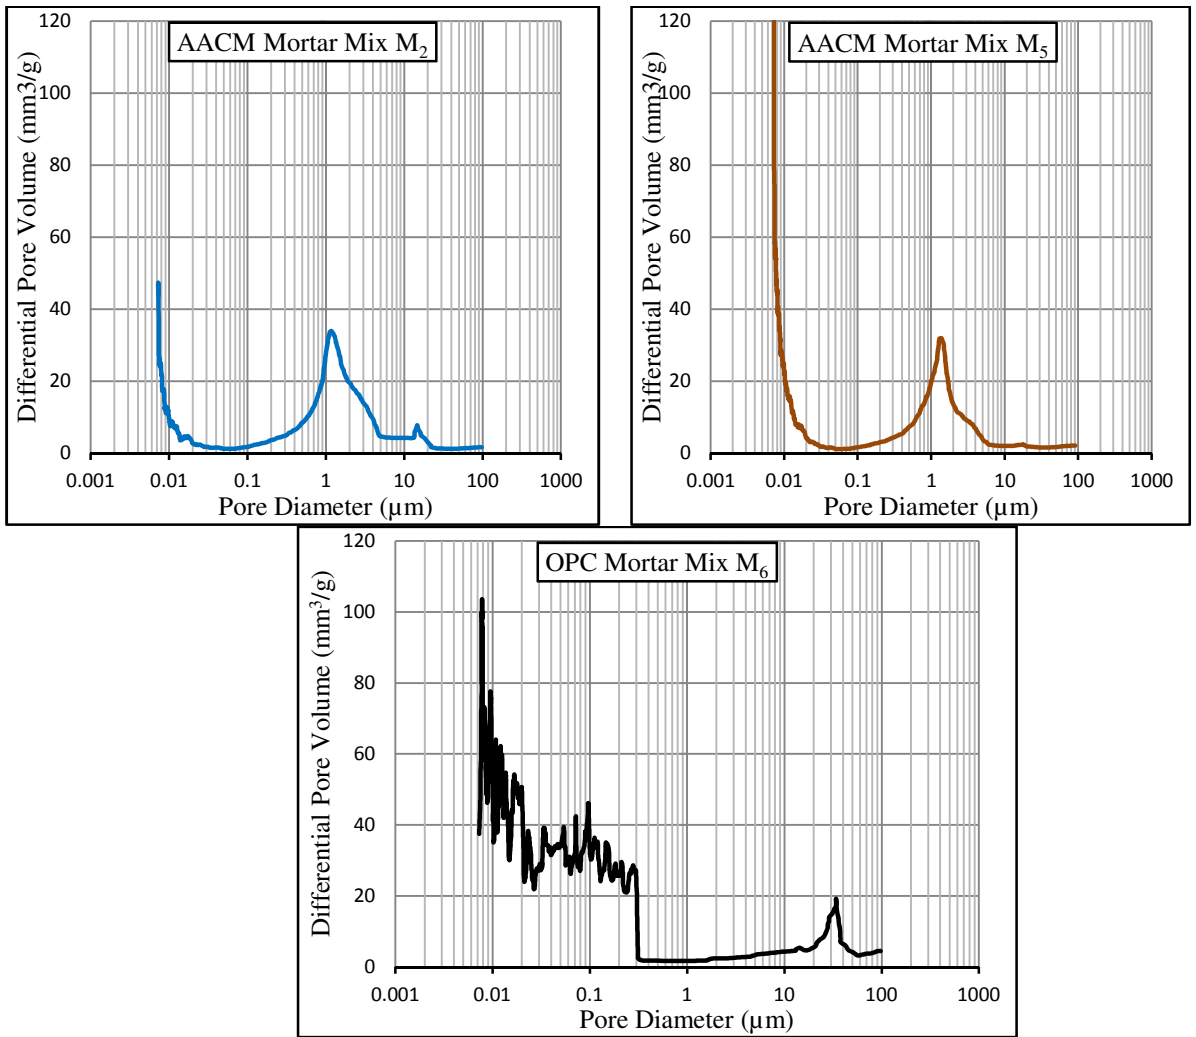 AACM Mortar Mix M₂
Differential Pore Volume (mm3/g)
120
100
80
60
40
20
0
0.001 0.01 0.1 1 10 100 1000
Pore Diameter (µm)
AACM Mortar Mix M₅
Differential Pore Volume (mm3/g)
120
100
80
60
40
20
0
0.001 0.01 0.1 1 10 100 1000
Pore Diameter (µm)
OPC Mortar Mix M₆
Differential Pore Volume (mm³/g)
120
100
80
60
40
20
0
0.001 0.01 0.1 1 10 100 1000
Pore Diameter (µm)